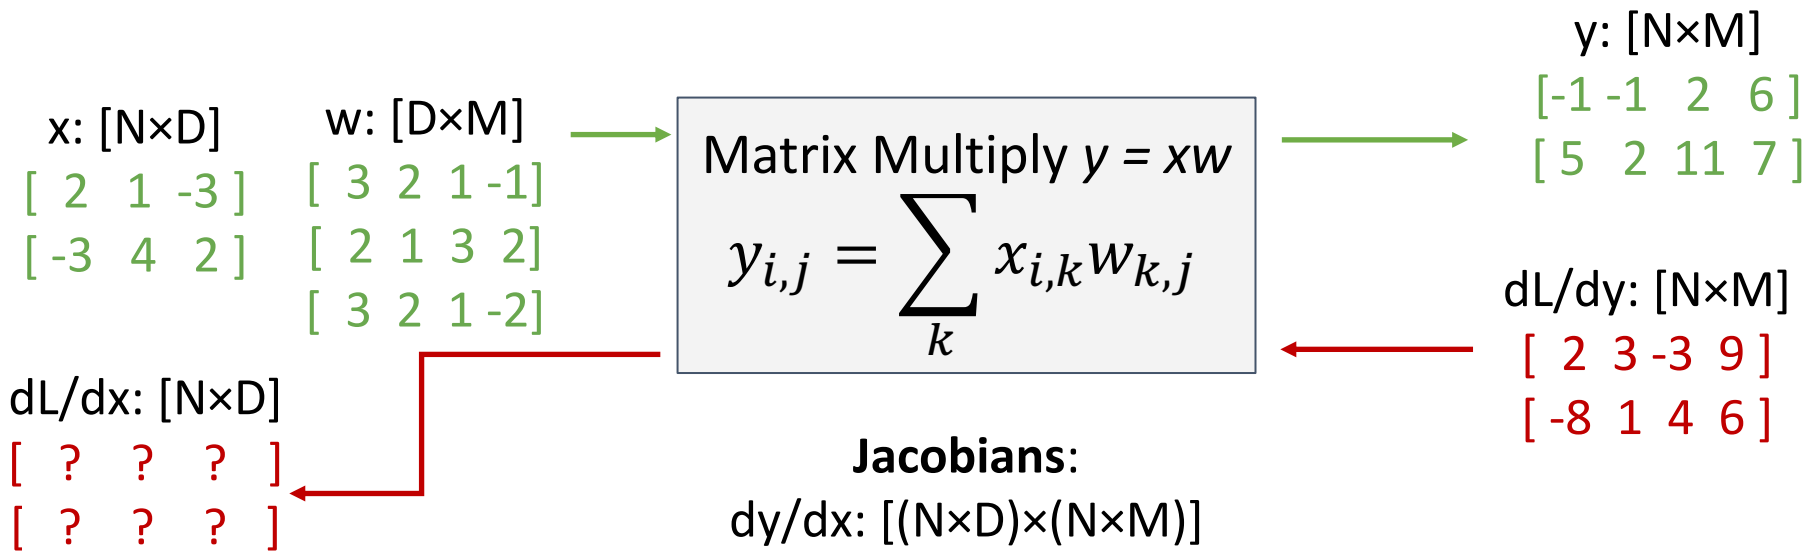 x: [N×D]
[ 2 1 -3 ]
[ -3 4 2 ]
w: [D×M]
[ 3 2 1 -1]
[ 2 1 3 2]
[ 3 2 1 -2]
Matrix Multiply y = xw
y_{i,j} = ∑_k x_{i,k}w_{k,j}
y: [N×M]
[-1 -1 2 6 ]
[ 5 2 11 7 ]
dL/dy: [N×M]
[ 2 3 -3 9 ]
[ -8 1 4 6 ]
dL/dx: [N×D]
[ ? ? ? ]
[ ? ? ? ]
Jacobians:
dy/dx: [(N×D)×(N×M)]